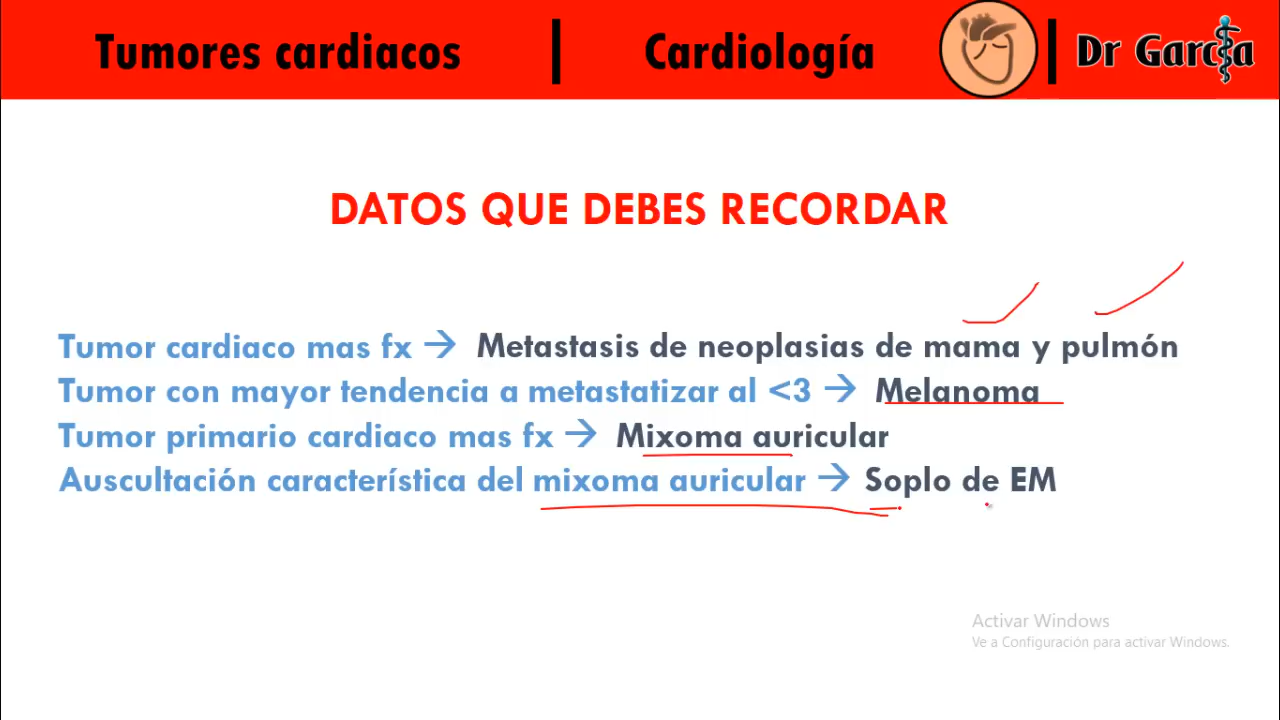 Tumores cardiacos | Cardiología | Dr García
DATOS QUE DEBES RECORDAR
Tumor cardiaco mas fx → Metastasis de neoplasias de mama y pulmón
Tumor con mayor tendencia a metastatizar al <3 → Melanoma
Tumor primario cardiaco mas fx → Mixoma auricular
Auscultación característica del mixoma auricular → Soplo de EM
Activar Windows
Ve a Configuración para activar Windows.